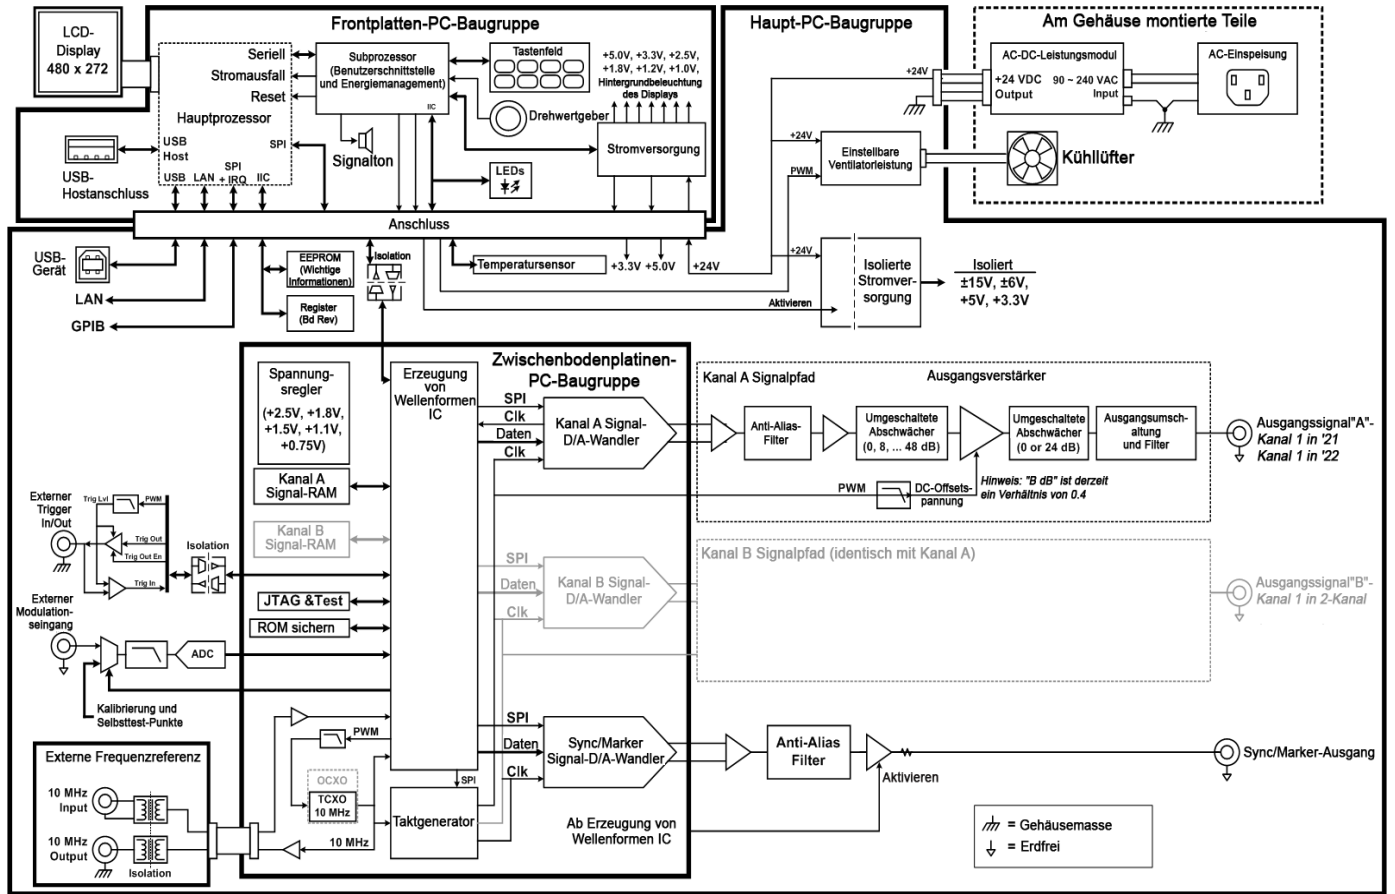 Frontplatten-PC-Baugruppe
Haupt-PC-Baugruppe
Am Gehäuse montierte Teile
LCD-
Display
480 x 272
Seriell
Stromausfall
Reset
Hauptprozessor
USB
Host
SPI
USB
LAN
SPI
+ IRQ
IIC
Subprozessor
(Benutzerschnittstelle
und Energiemanagement)
IIC
Tastenfeld
Drehwertgeber
Signalton
LEDs
+5.0V, +3.3V, +2.5V,
+1.8V, +1.2V, +1.0V,
Hintergrundbeleuchtung
des Displays
Stromversorgung
USB-
Hostanschluss
+24V
AC-DC-Leistungsmodul
+24 VDC
Output
90 ~ 240 VAC
Input
AC-Einspeisung
+24V
PWM
Einstellbare
Ventilatorleistung
Kühllüfter
Anschluss
USB-
Gerät
LAN
GPIB
EEPROM
(Wichtige
Informationen)
Register
(Bd Rev)
Isolation
Temperatursensor
+3.3V
+5.0V
+24V
+24V
Aktivieren
Isolierte
Stromver-
sorgung
Isoliert
±15V, ±6V,
+5V, +3.3V
Zwischenbodenplatinen-
PC-Baugruppe
Spannung
sregler
(+2.5V, +1.8V,
+1.5V, +1.1V,
+0.75V)
Erzeugung
von
Wellenformen
IC
SPI
Clk
Daten
Clk
Kanal A Signal-
D/A-Wandler
Kanal A Signalpfad
Ausgangsverstärker
Anti-Alias-
Filter
Umgeschaltete
Abschwächer
(0, 8, ... 48 dB)
Umgeschaltete
Abschwächer
(0 or 24 dB)
Ausgangsumsch-
altung
und Filter
Ausgangssignal"A"-
Kanal 1 in '21
Kanal 1 in '22
PWM
DC-Offsets-
pannung
Hinweis: "B dB" ist derzeit
ein Verhältnis von 0.4
Kanal A
Signal-RAM
Kanal B
Signal-RAM
Externer
Trigger
In/Out
Trig Lvl
PWM
Trig Out
Trig Out En
Trig In
Isolation
SPI
Daten
Clk
Kanal B Signal-
D/A-Wandler
Kanal B Signalpfad (identisch mit Kanal A)
Ausgangssignal"B"-
Kanal 1 in 2-Kanal
JTAG &Test
ROM sichern
Externer
Modulation-
seingang
ADC
Kalibrierung und
Selbsttest-Punkte
Externe Frequenzreferenz
10 MHz
Input
10 MHz
Output
Isolation
PWM
OCXO
TCXO
10 MHz
10 MHz
SPI
Taktgenerator
SPI
Daten
Clk
Sync/Marker
Signal-D/A-Wandler
Anti-Alias
Filter
Aktivieren
Sync/Marker-Ausgang
Ab Erzeugung von
Wellenformen IC
= Gehäusemasse
= Erdfrei